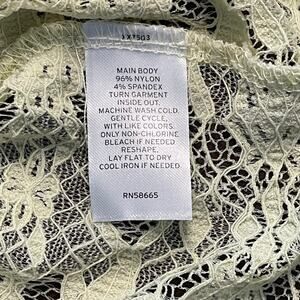 MAIN BODY
96% NYLON
4% SPANDEX
TURN GARMENT
INSIDE OUT.
MACHINE WASH COLD.
GENTLE CYCLE,
WITH LIKE COLORS.
ONLY NON-CHLORINE
BLEACH IF NEEDED
RESHAPE.
LAY FLAT TO DRY
COOL IRON IF NEEDED.
RN58665